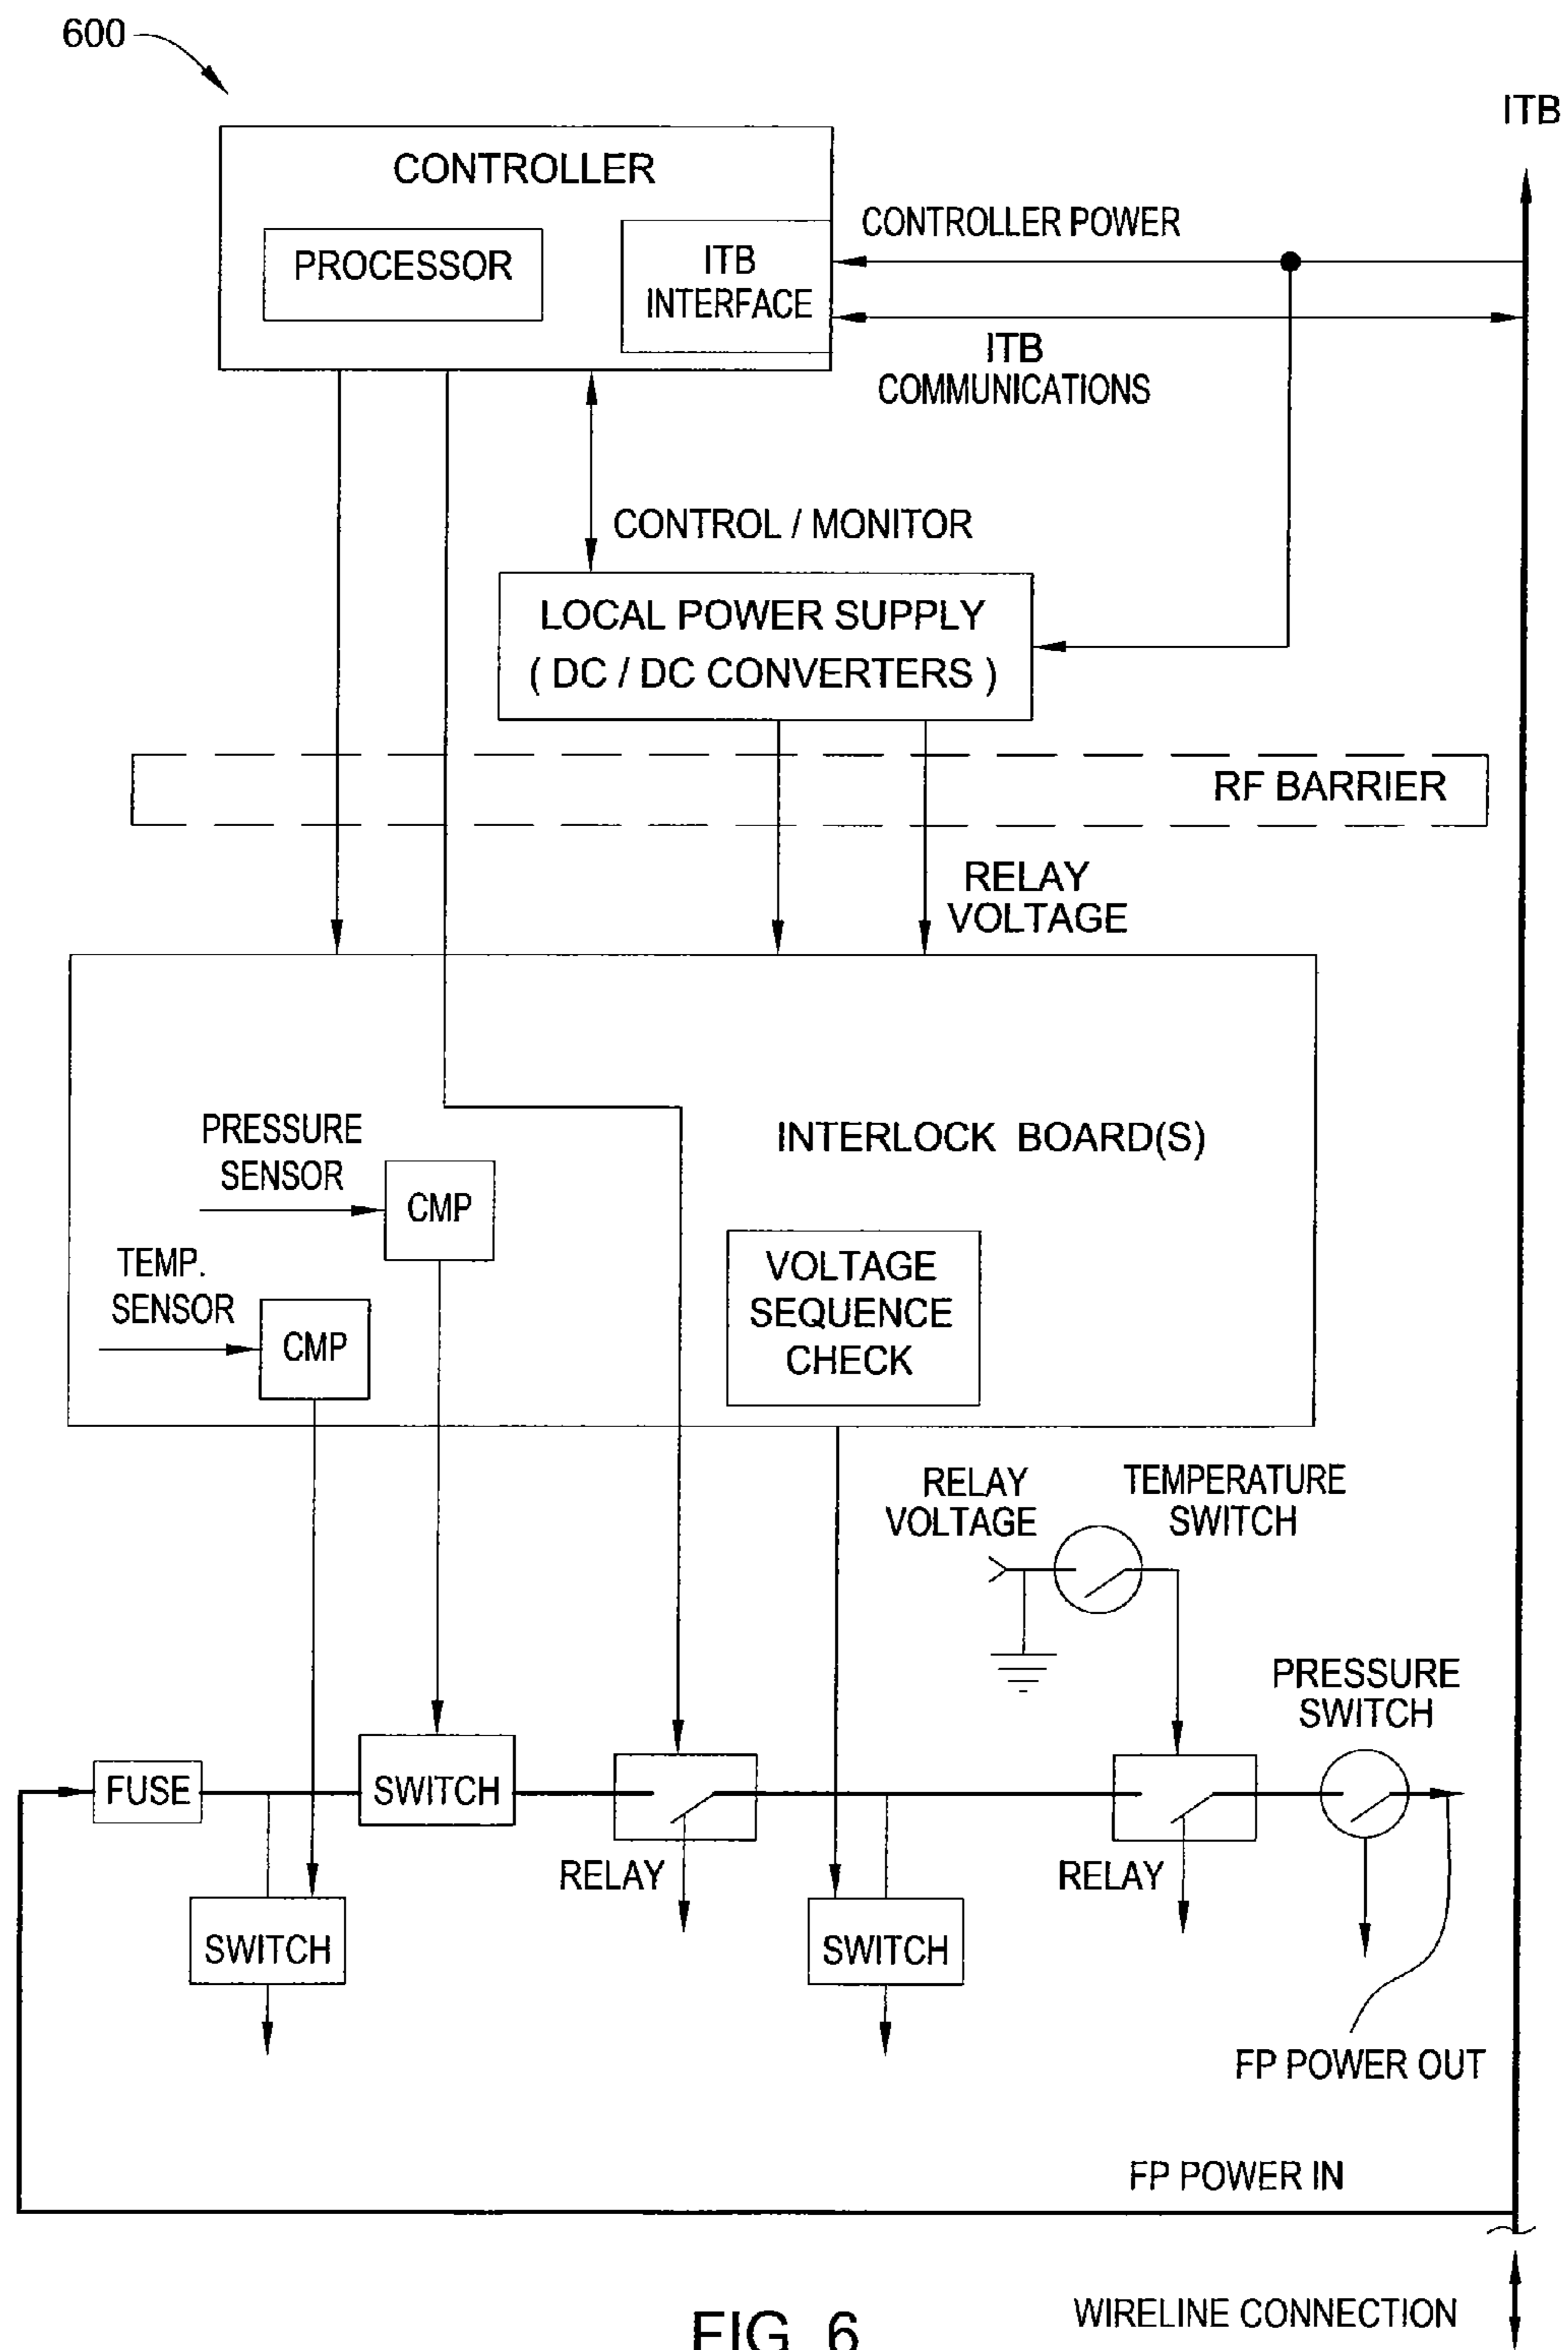 600
ITB
CONTROLLER
CONTROLLER POWER
PROCESSOR
ITB
INTERFACE
ITB
COMMUNICATIONS
CONTROL / MONITOR
LOCAL POWER SUPPLY
( DC / DC CONVERTERS )
RF BARRIER
RELAY
VOLTAGE
INTERLOCK BOARD(S)
PRESSURE
SENSOR
CMP
TEMP.
SENSOR
CMP
VOLTAGE
SEQUENCE
CHECK
RELAY
VOLTAGE
TEMPERATURE
SWITCH
PRESSURE
SWITCH
FUSE
SWITCH
RELAY
RELAY
SWITCH
SWITCH
FP POWER OUT
FP POWER IN
WIRELINE CONNECTION
FIG. 6